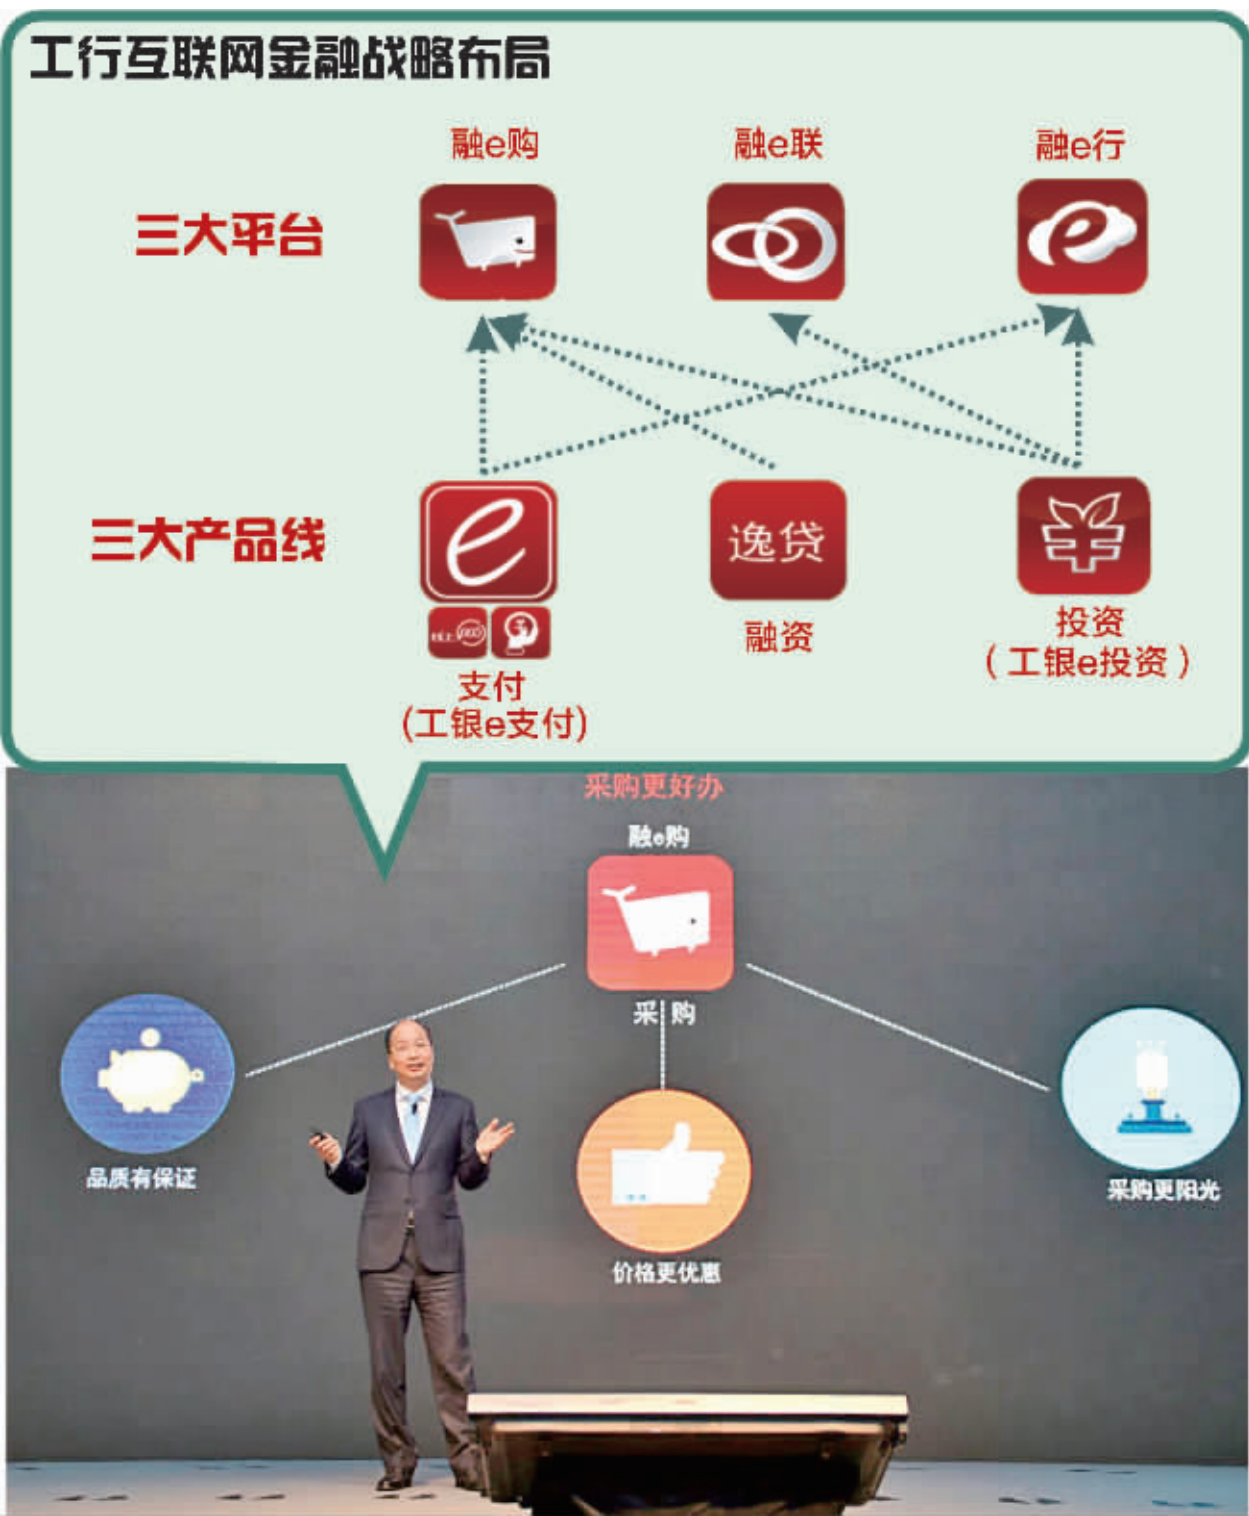 工行互联网金融战略布局
融e购
融e联
融e行
三大平台
三大产品线
e
逸贷
融资
投资
(工银e投资)
支付
(工银e支付)
采购更好办
融e购
采购
品质有保证
价格更优惠
采购更阳光